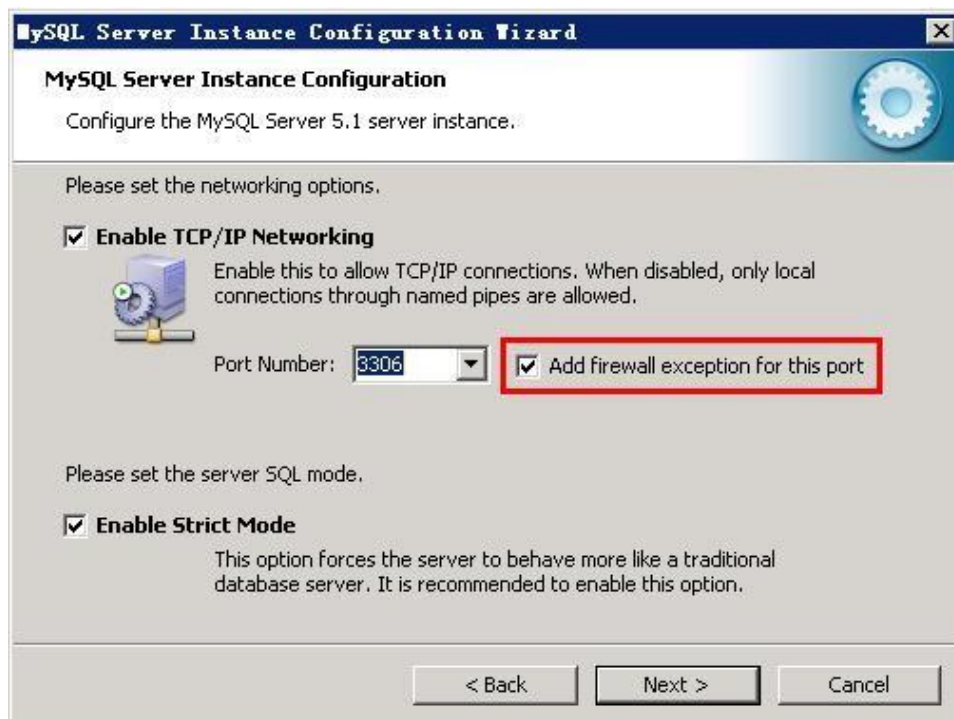 MySQL Server Instance Configuration Wizard
MySQL Server Instance Configuration
Configure the MySQL Server 5.1 server instance.
Please set the networking options.
Enable TCP/IP Networking
Enable this to allow TCP/IP connections. When disabled, only local
connections through named pipes are allowed.
Port Number: 3306 Add firewall exception for this port
Please set the server SQL mode.
Enable Strict Mode
This option forces the server to behave more like a traditional
database server. It is recommended to enable this option.
< Back Next > Cancel